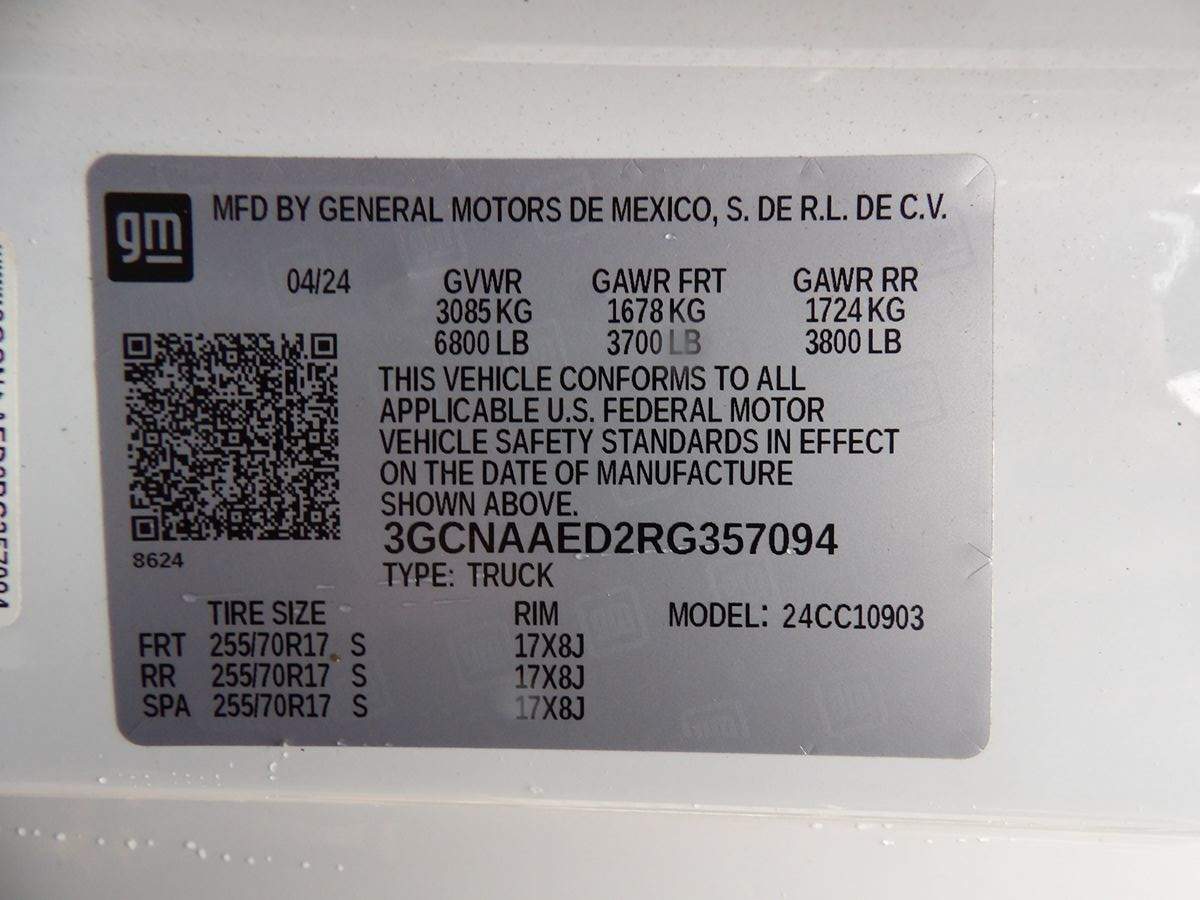 gm
MFD BY GENERAL MOTORS DE MEXICO, S. DE R.L. DE C.V.
04/24 GVWR GAWR FRT GAWR RR
3085 KG 1678 KG 1724 KG
6800 LB 3700 LB 3800 LB
THIS VEHICLE CONFORMS TO ALL
APPLICABLE U.S. FEDERAL MOTOR
VEHICLE SAFETY STANDARDS IN EFFECT
ON THE DATE OF MANUFACTURE
SHOWN ABOVE.
3GCNAAED2RG357094
8624
TYPE: TRUCK
TIRE SIZE RIM MODEL: 24CC10903
FRT 255/70R17 S 17X8J
RR 255/70R17 S 17X8J
SPA 255/70R17 S 17X8J